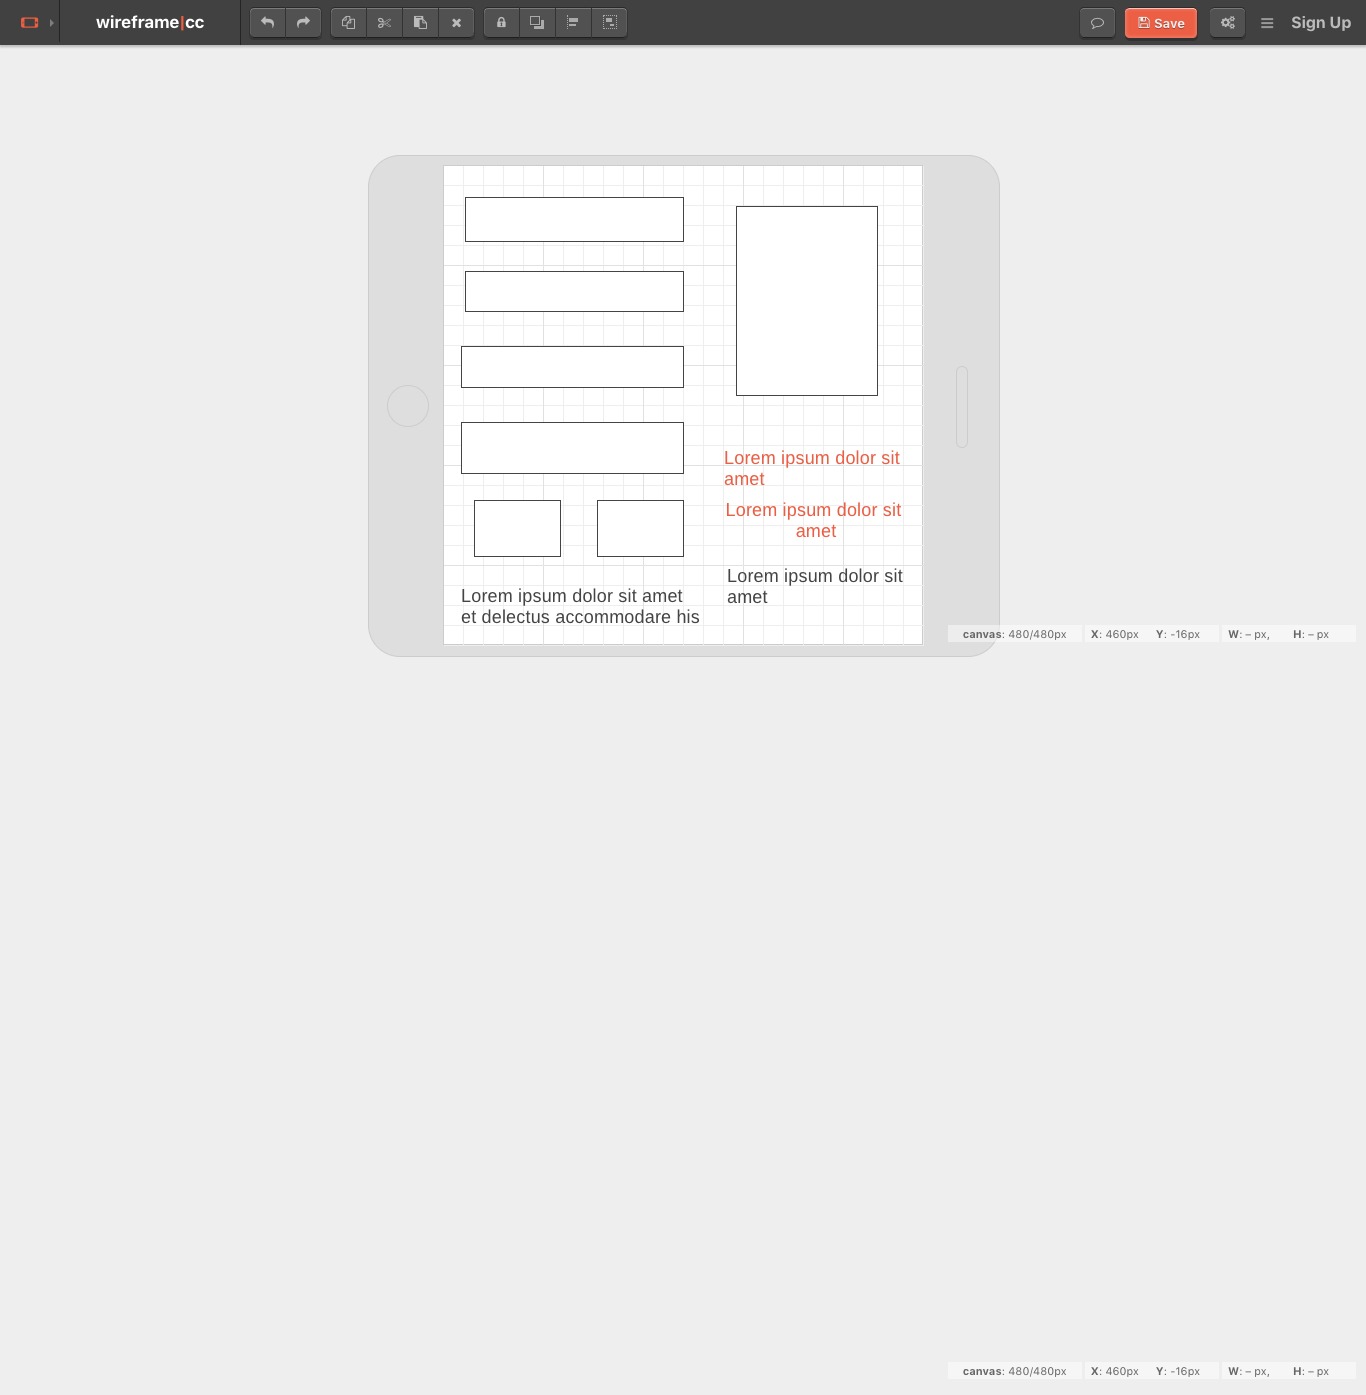 wireframe|cc
Save
Sign Up
Lorem ipsum dolor sit
amet
Lorem ipsum dolor sit
amet
Lorem ipsum dolor sit
amet
Lorem ipsum dolor sit amet
et delectus accommodare his
canvas: 480/480px X: 460px Y: -16px W: – px, H: – px
canvas: 480/480px X: 460px Y: -16px W: – px, H: – px